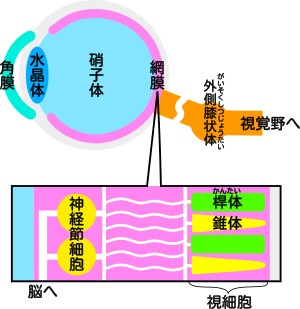 角膜
水晶体
硝子体
網膜
がいそくしつじょうたい
外側膝状体
視覚野へ
神経節細胞
かんたい
桿体
錐体
脳へ
視細胞